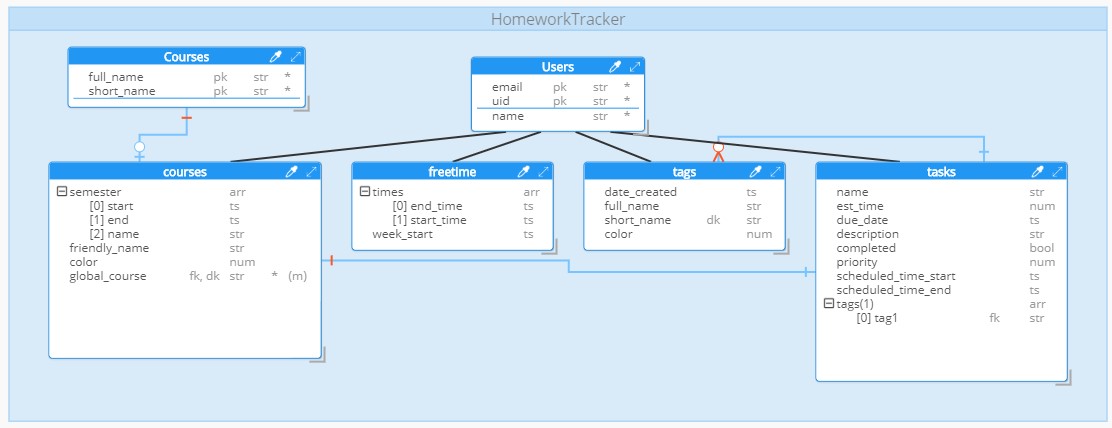 HomeworkTracker
Courses
full_name pk str *
short_name pk str *
Users
email pk str *
uid pk str *
name str *
courses
semester arr
[0] start ts
[1] end ts
[2] name str
friendly_name str
color num
global_course fk, dk str * (m)
freetime
times arr
[0] end_time ts
[1] start_time ts
week_start ts
tags
date_created ts
full_name str
short_name dk str
color num
tasks
name str
est_time num
due_date ts
description str
completed bool
priority num
scheduled_time_start ts
scheduled_time_end ts
tags(1) arr
[0] tag1 fk str